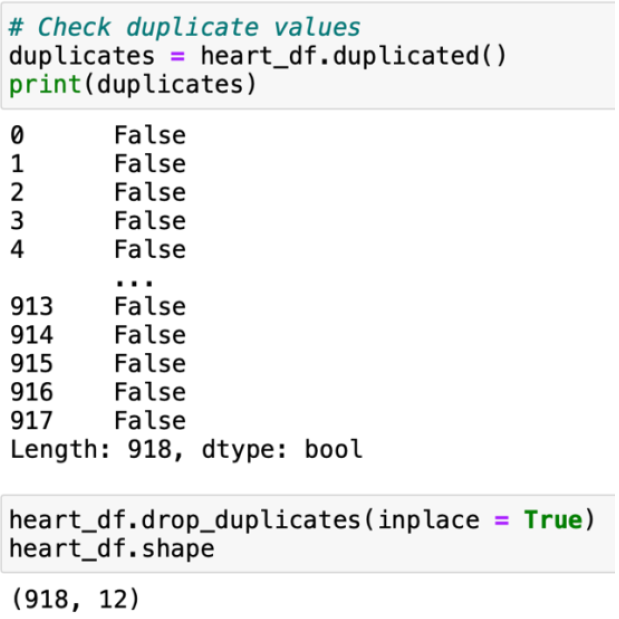 # Check duplicate values
duplicates = heart_df.duplicated()
print(duplicates)
0 False
1 False
2 False
3 False
4 False
...
913 False
914 False
915 False
916 False
917 False
Length: 918, dtype: bool
heart_df.drop_duplicates(inplace = True)
heart_df.shape
(918, 12)